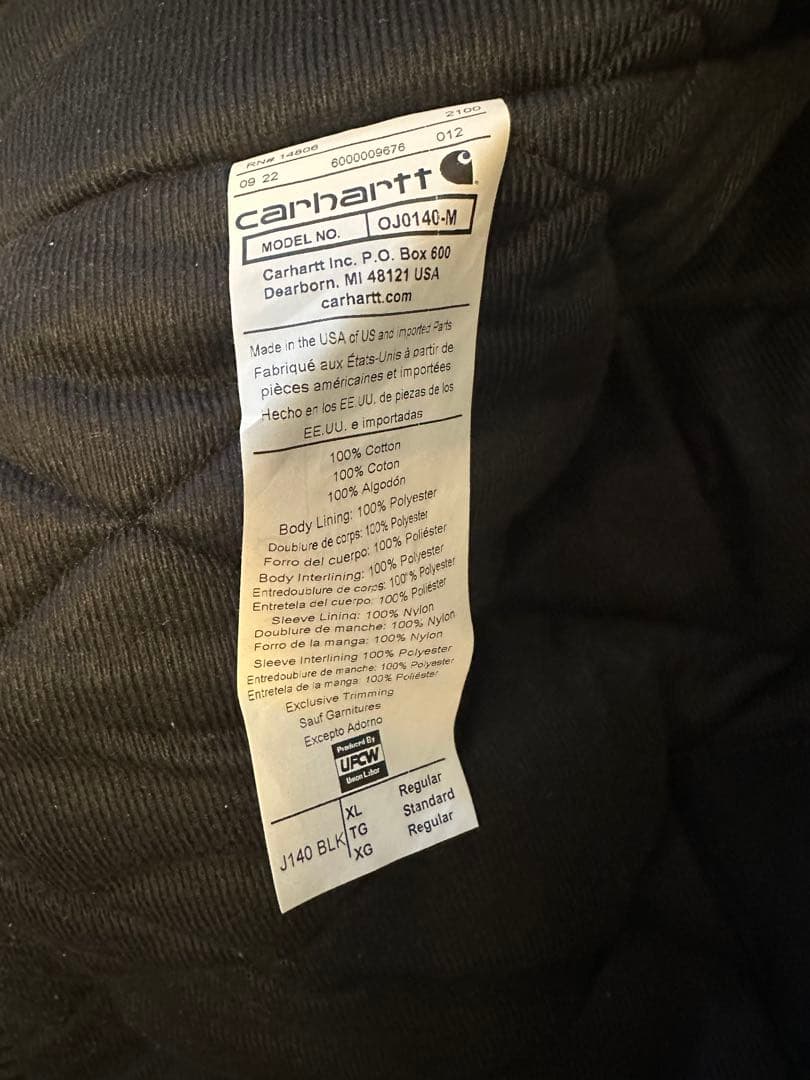 RN# 14806 2100
09 22 6000009676 012
carhartt
MODEL NO. OJ0140-M
Carhartt Inc. P.O. Box 600
Dearborn, MI 48121 USA
carhartt.com
Made in the USA of US and Imported Parts
Fabriqué aux États-Unis à partir de
pièces américaines et importées
Hecho en los EE.UU. de piezas de los
EE.UU. e importadas
100% Cotton
100% Coton
100% Algodón
Body Lining: 100% Polyester
Doublure de corps: 100% Polyester
Forro del cuerpo: 100% Poliéster
Body Interlining: 100% Polyester
Entredoublure de corps: 100% Polyester
Entretela del cuerpo: 100% Poliéster
Sleeve Lining: 100% Nylon
Doublure de manche: 100% Nylon
Forro de la manga: 100% Nylon
Sleeve Interlining 100% Polyester
Entredoublure de manche: 100% Polyester
Entretela de la manga: 100% Poliéster
Exclusive Trimming
Sauf Garnitures
Excepto Adorno
Produced By
UFCW
Union Labor
J140 BLK
XL Regular
TG Standard
XG Regular